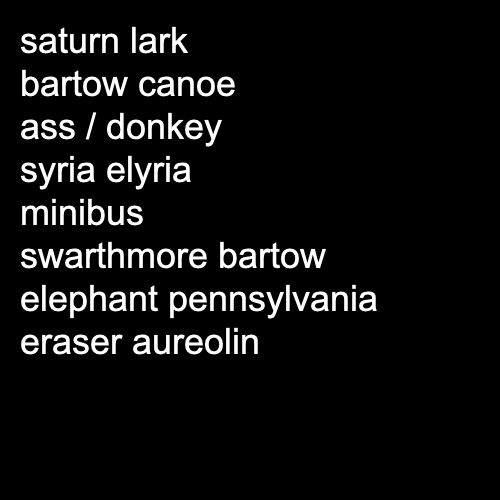 saturn lark
bartow canoe
ass / donkey
syria elyria
minibus
swarthmore bartow
elephant pennsylvania
eraser aureolin